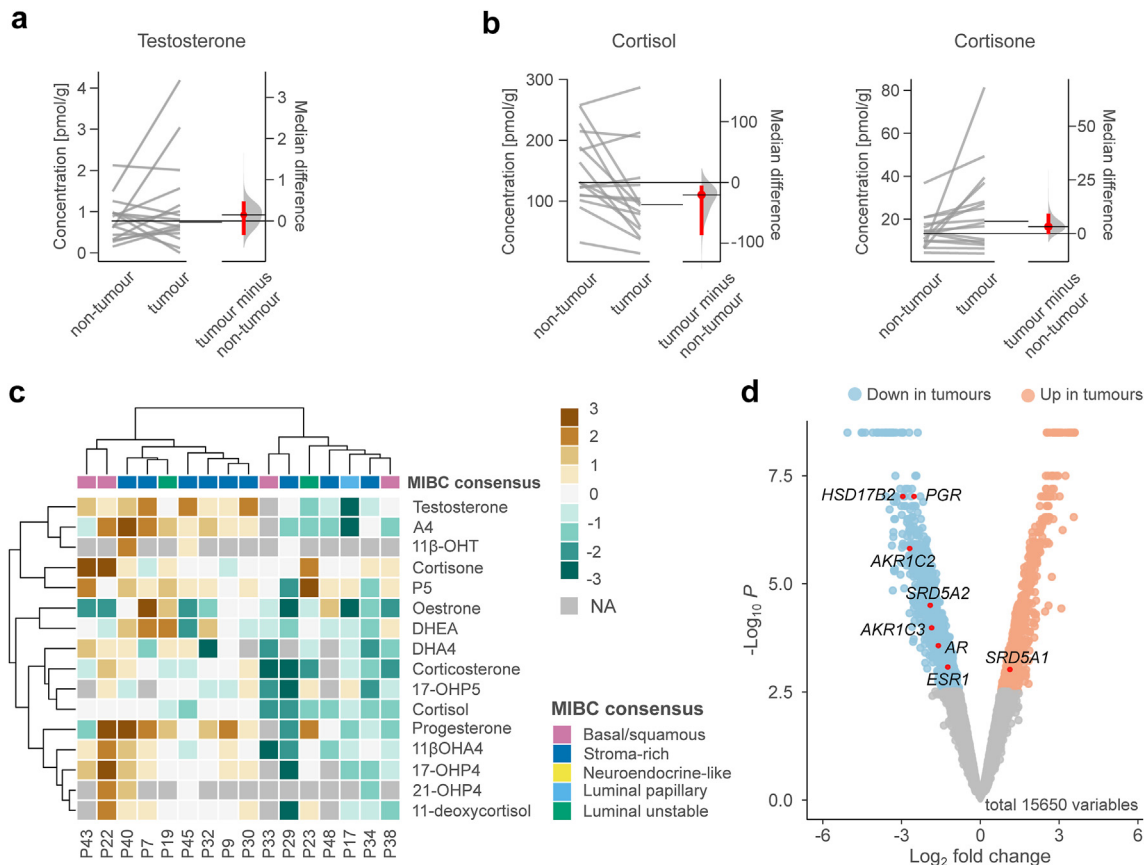 a
Testosterone
Concentration [pmol/g]
4
3
2
1
0
3
2
1
0
Median difference
non-tumour
tumour
tumour minus
non-tumour
b
Cortisol
Concentration [pmol/g]
300
200
100
100
0
-100
Median difference
non-tumour
tumour
tumour minus
non-tumour
Cortisone
Concentration [pmol/g]
80
60
40
20
50
0
Median difference
non-tumour
tumour
tumour minus
non-tumour
c
MIBC consensus
Testosterone
A4
11β-OHT
Cortisone
P5
Oestrone
DHEA
DHA4
Corticosterone
17-OHP5
Cortisol
Progesterone
11βOHA4
17-OHP4
21-OHP4
11-deoxycortisol
P43
P22
P40
P7
P19
P45
P32
P9
P30
P33
P29
P23
P48
P17
P34
P38
3
2
1
0
-1
-2
-3
NA
MIBC consensus
Basal/squamous
Stroma-rich
Neuroendocrine-like
Luminal papillary
Luminal unstable
d
Down in tumours
Up in tumours
-Log10 P
7.5
5.0
2.5
0.0
HSD17B2
PGR
AKR1C2
SRD5A2
AKR1C3
AR
ESR1
SRD5A1
total 15650 variables
-6
-3
0
3
6
Log2 fold change